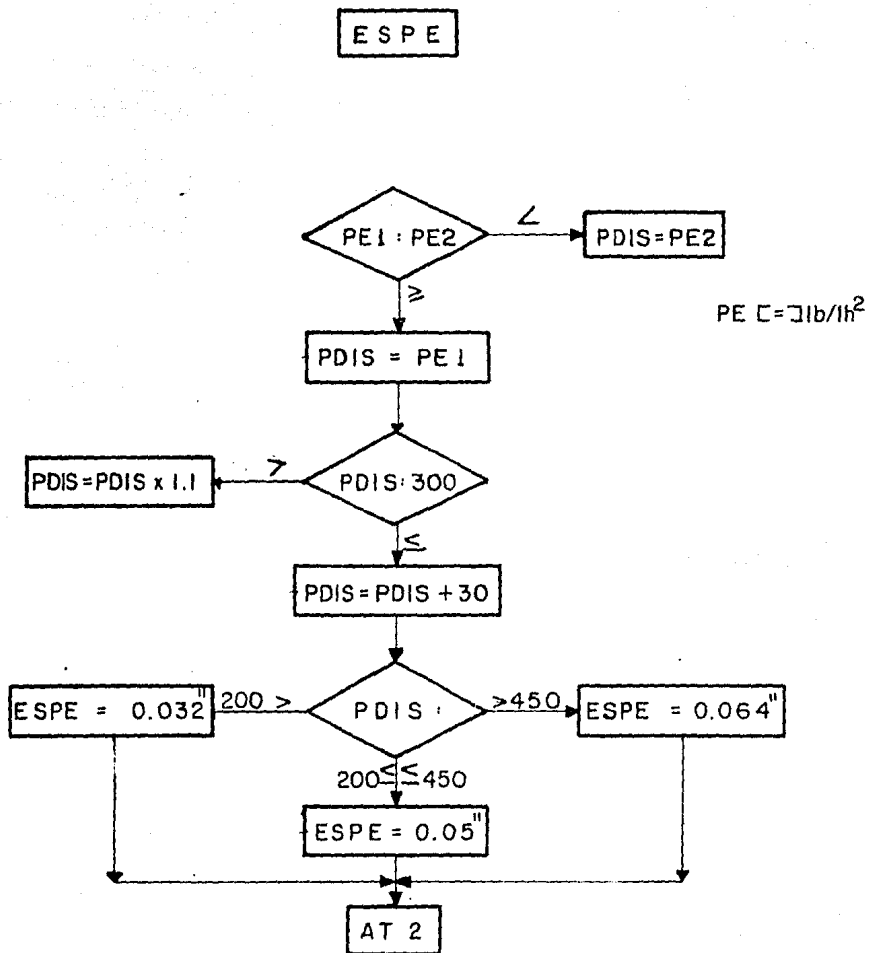 ESPE
PE1 : PE2
<
PDIS=PE2
≥
PE [=] lb/Ih²
PDIS = PE1
PDIS=PDIS x 1.1
>
PDIS:300
≤
PDIS=PDIS +30
ESPE = 0.032"
200 >
PDIS :
>450
ESPE = 0.064"
200≤ ≤450
ESPE = 0.05"
AT 2